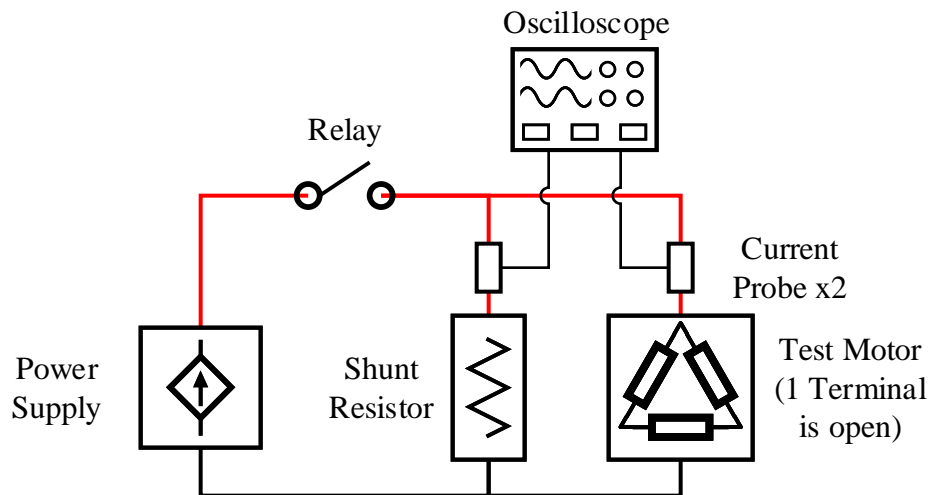 Oscilloscope
Relay
Current
Probe x2
Power
Supply
Shunt
Resistor
Test Motor
(1 Terminal
is open)